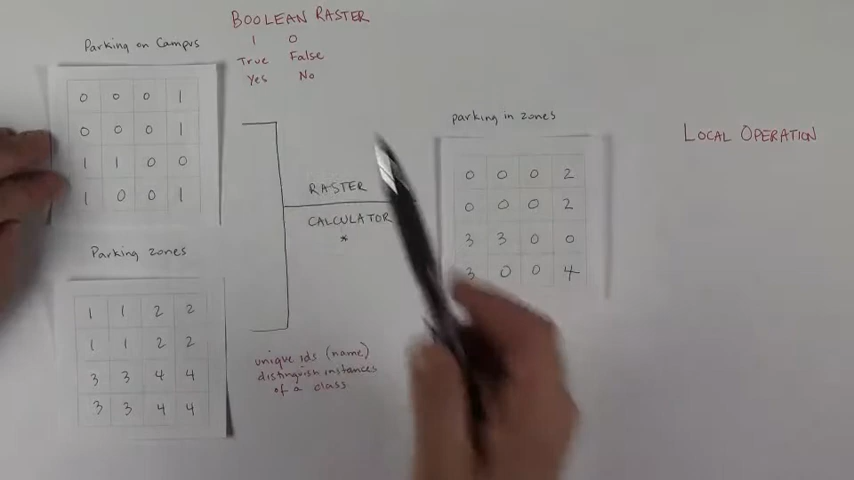 BOOLEAN RASTER
1 0
True False
Yes No
Parking on Campus
0 0 0 1
0 0 0 1
1 1 0 0
1 0 0 1
Parking zones
1 1 2 2
1 1 2 2
3 3 4 4
3 3 4 4
unique ids (name)
distinguish instances
of a class
RASTER
CALCULATOR
*
parking in zones
0 0 0 2
0 0 0 2
3 3 0 0
3 0 0 4
LOCAL OPERATION